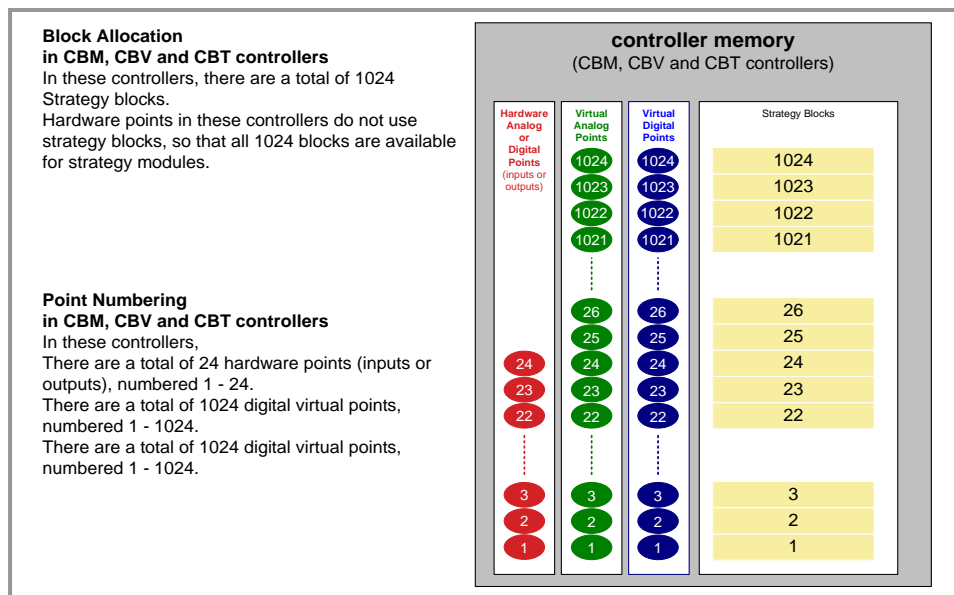 Block Allocation
in CBM, CBV and CBT controllers
In these controllers, there are a total of 1024
Strategy blocks.
Hardware points in these controllers do not use
strategy blocks, so that all 1024 blocks are available
for strategy modules.
Point Numbering
in CBM, CBV and CBT controllers
In these controllers,
There are a total of 24 hardware points (inputs or
outputs), numbered 1 - 24.
There are a total of 1024 digital virtual points,
numbered 1 - 1024.
There are a total of 1024 digital virtual points,
numbered 1 - 1024.
controller memory
(CBM, CBV and CBT controllers)
Hardware
Analog
or
Digital
Points
(inputs or
outputs)
24
23
22
3
2
1
Virtual
Analog
Points
1024
1023
1022
1021
26
25
24
23
22
3
2
1
Virtual
Digital
Points
1024
1023
1022
1021
26
25
24
23
22
3
2
1
Strategy Blocks
1024
1023
1022
1021
26
25
24
23
22
3
2
1